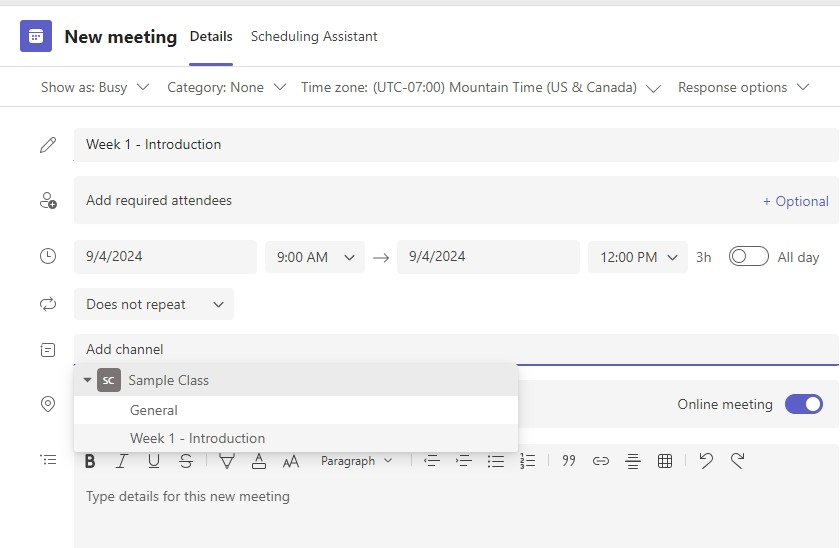 New meeting Details Scheduling Assistant
Show as: Busy Category: None Time zone: (UTC-07:00) Mountain Time (US & Canada) Response options
Week 1 - Introduction
Add required attendees + Optional
9/4/2024 9:00 AM 9/4/2024 12:00 PM 3h All day
Does not repeat
Add channel
SC Sample Class
General
Online meeting
Week 1 - Introduction
B I U S A AA Paragraph
Type details for this new meeting